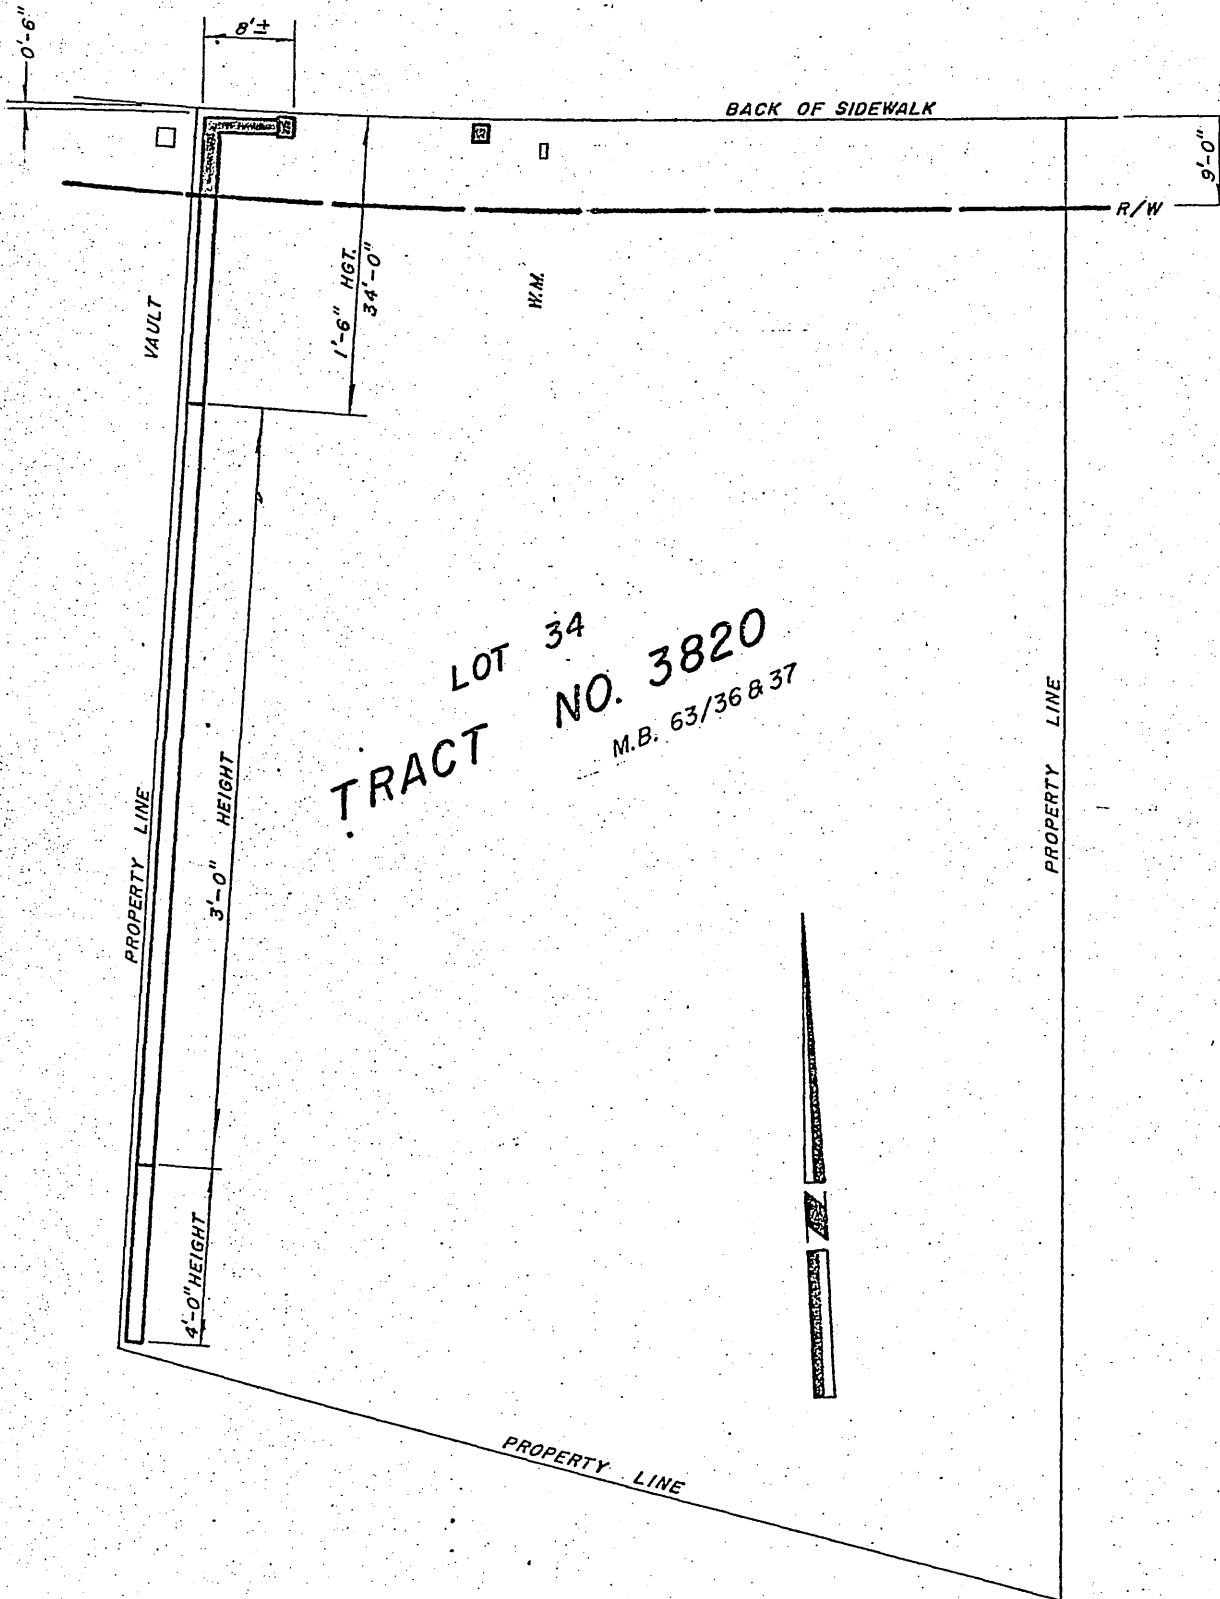 0'-6"
8'±
BACK OF SIDEWALK
9'-0"
R/W
VAULT
1'-6" HGT.
34'-0"
W.M.
LOT 34
TRACT NO. 3820
M.B. 63/36 & 37
PROPERTY LINE
3'-0" HEIGHT
PROPERTY LINE
4'-0" HEIGHT
PROPERTY LINE